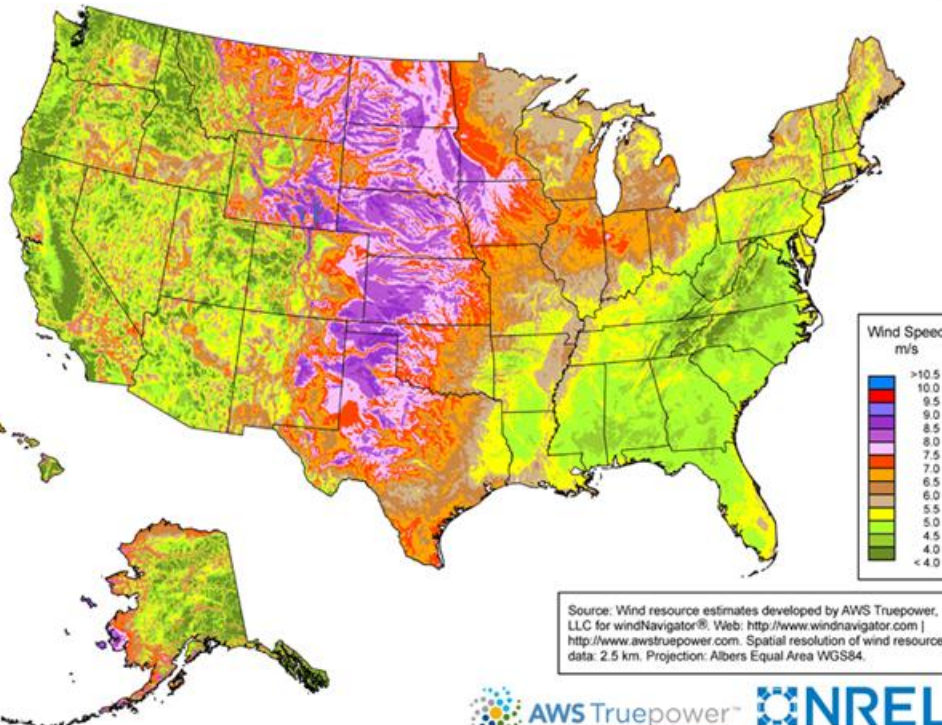 Wind Speed
m/s
>10.5
10.0
9.5
9.0
8.5
8.0
7.5
7.0
6.5
6.0
5.5
5.0
4.5
4.0
< 4.0
Source: Wind resource estimates developed by AWS Truepower,
LLC for windNavigator®. Web: http://www.windnavigator.com |
http://www.awstruepower.com. Spatial resolution of wind resource
data: 2.5 km. Projection: Albers Equal Area WGS84.
AWS Truepower™
NREL